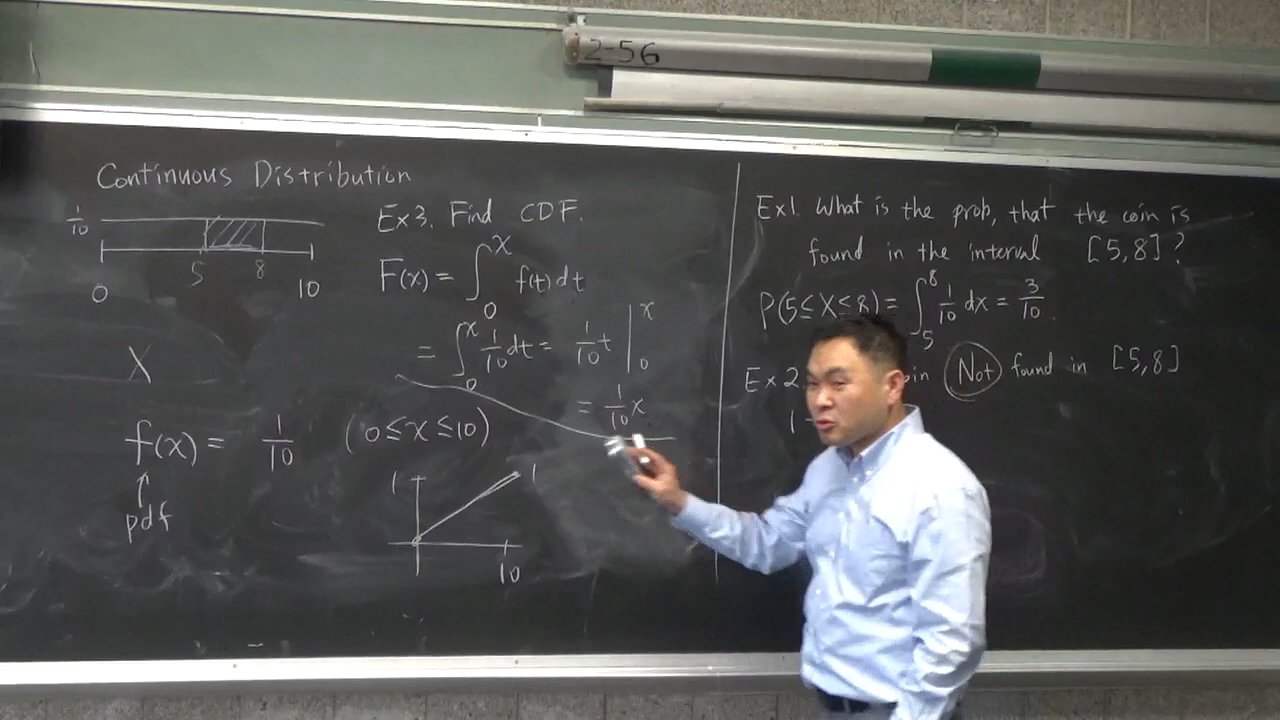 2-56
Continuous Distribution
1/10
5 8
0 10
X
f(x) = 1/10 (0≤x≤10)
↑
pdf
Ex3. Find CDF.
F(x) = ∫₀ˣ f(t)dt
= ∫₀ˣ 1/10 dt = 1/10 t |₀ˣ
= 1/10 x
1 1
10
Ex1. What is the prob, that the coin is
found in the interval [5,8]?
P(5≤X≤8) = ∫₅⁸ 1/10 dx = 3/10.
Ex2 Not found in [5,8]
1 -